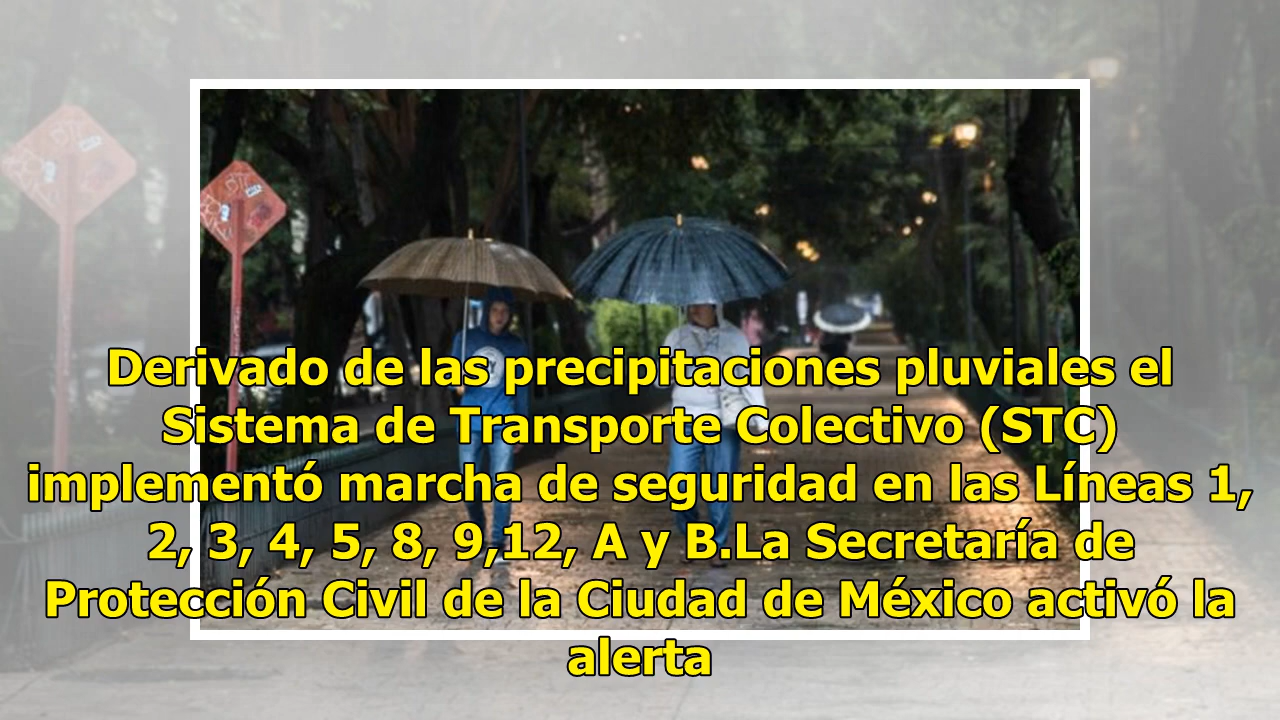 Derivado de las precipitaciones pluviales el
Sistema de Transporte Colectivo (STC)
implementó marcha de seguridad en las Líneas 1,
2, 3, 4, 5, 8, 9,12, A y B.La Secretaría de
Protección Civil de la Ciudad de México activó la
alerta